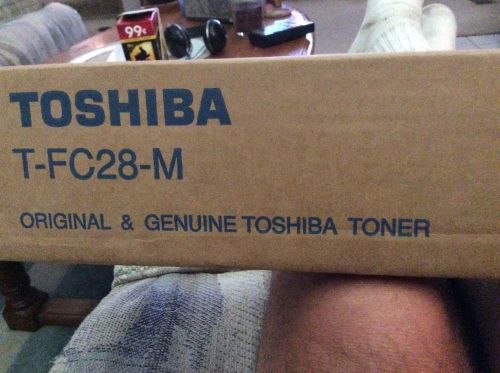 99¢
TOSHIBA
T-FC28-M
ORIGINAL & GENUINE TOSHIBA TONER